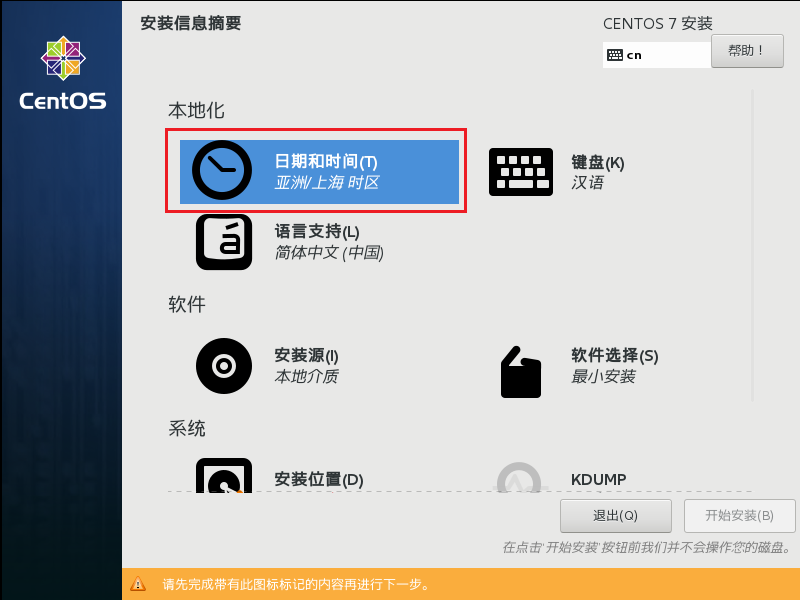 安装信息摘要
CENTOS 7 安装
cn
帮助！
CentOS
本地化
日期和时间(T)
亚洲/上海 时区
键盘(K)
汉语
á
语言支持(L)
简体中文 (中国)
软件
安装源(I)
本地介质
软件选择(S)
最小安装
系统
安装位置(D)
KDUMP
退出(Q)
开始安装(B)
在点击'开始安装'按钮前我们并不会操作您的磁盘。
请先完成带有此图标标记的内容再进行下一步。